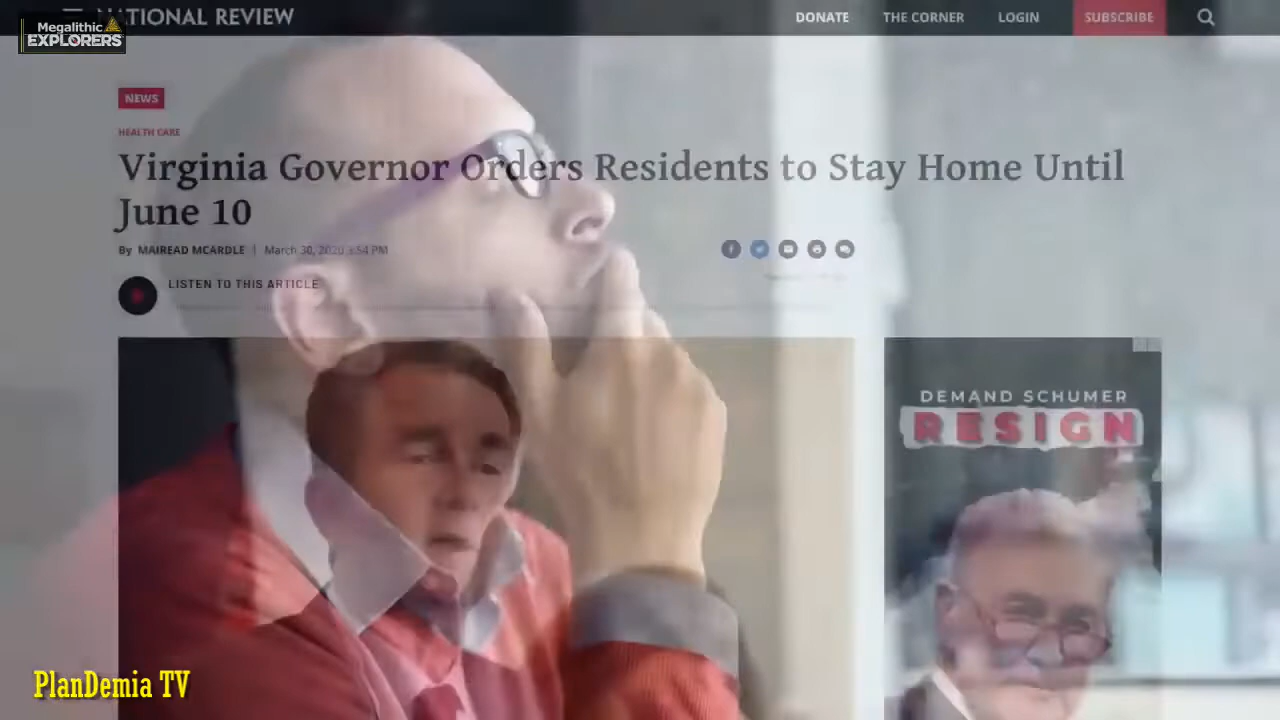 Megalithic
EXPLORERS
NATIONAL REVIEW
DONATE
THE CORNER
LOGIN
SUBSCRIBE
NEWS
HEALTH CARE
Virginia Governor Orders Residents to Stay Home Until
June 10
By MAIREAD MCARDLE | March 30, 2020 3:54 PM
LISTEN TO THIS ARTICLE
DEMAND SCHUMER
RESIGN
PlanDemia TV